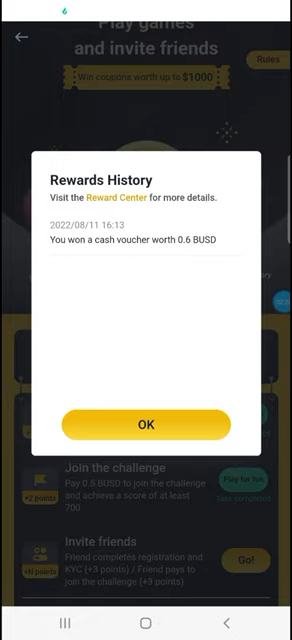 Play games
and invite friends
Rules
Win coupons worth up to $1000
Rewards History
Visit the Reward Center for more details.
2022/08/11 16:13
You won a cash voucher worth 0.6 BUSD
OK
Join the challenge
Pay 0.5 BUSD to join the challenge
and achieve a score of at least
700
+2 points
Play for fun
Task completed
Invite friends
Friend completes registration and
KYC (+3 points) / Friend pays to
join the challenge (+3 points)
+N points
Go!